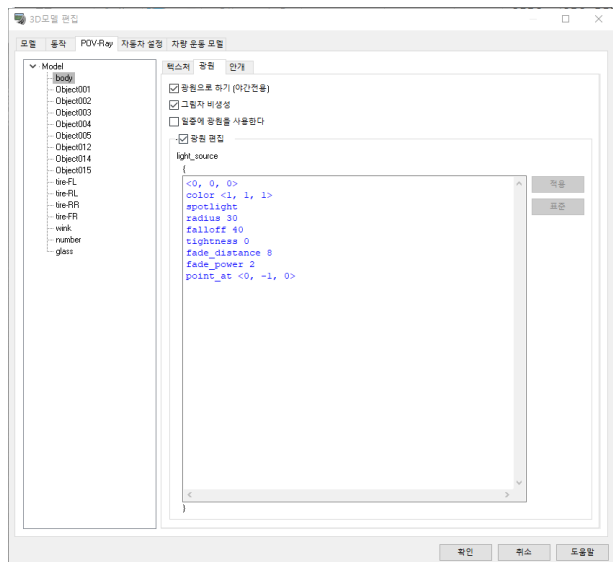 3D모델 편집
모델 동작 POV-Ray 자동차 설정 차량 운동 모델
Model
body
Object001
Object002
Object003
Object004
Object005
Object012
Object014
Object015
tire-FL
tire-RL
tire-RR
tire-FR
wink
number
glass
텍스처 광원 안개
광원으로 하기 (야간전용)
그림자 비생성
일중에 광원을 사용한다
광원 편집
light_source
{
<0, 0, 0>
color <1, 1, 1>
spotlight
radius 30
falloff 40
tightness 0
fade_distance 8
fade_power 2
point_at <0, -1, 0>
}
적용
표준
확인 취소 도움말